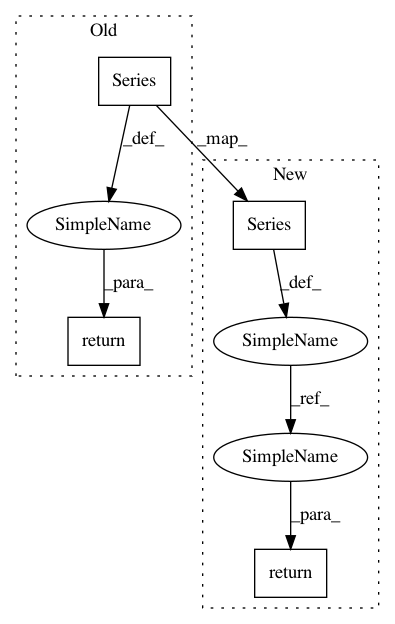 Old
Series
_def_
_map_
New
SimpleName
Series
_para_
_def_
return
SimpleName
_ref_
SimpleName
_para_
return